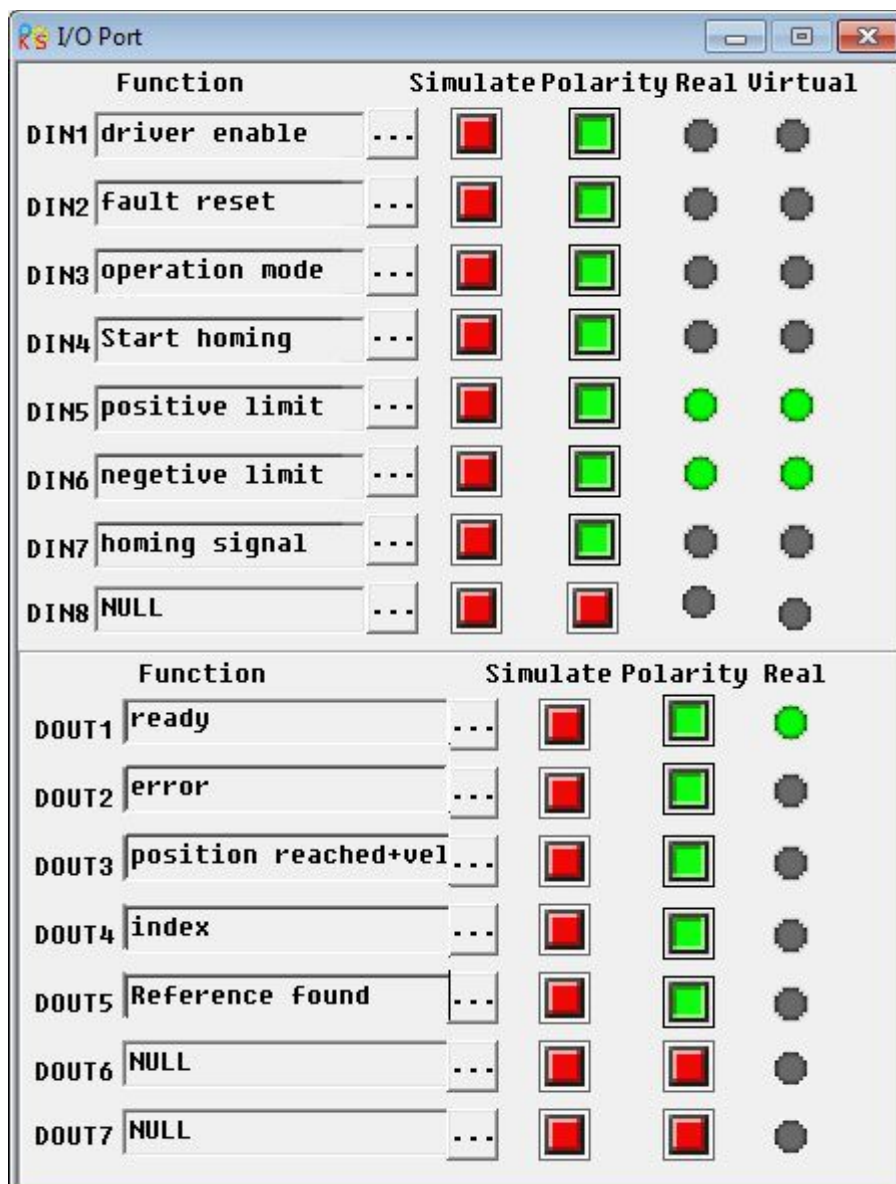 I/O Port
Function Simulate Polarity Real Virtual
DIN1 driver enable ...
DIN2 fault reset ...
DIN3 operation mode ...
DIN4 Start homing ...
DIN5 positive limit ...
DIN6 negetive limit ...
DIN7 homing signal ...
DIN8 NULL ...
Function Simulate Polarity Real
DOUT1 ready ...
DOUT2 error ...
DOUT3 position reached+vel ...
DOUT4 index ...
DOUT5 Reference found ...
DOUT6 NULL ...
DOUT7 NULL ...